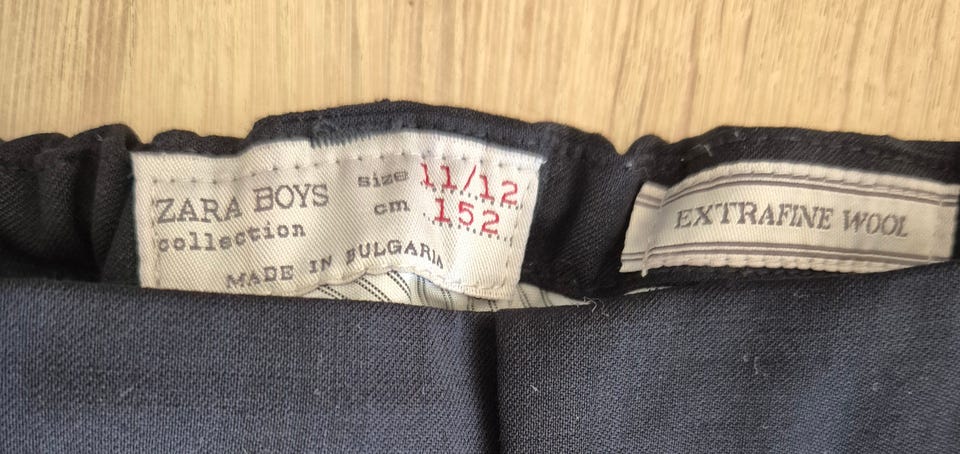 ZARA BOYS size 11/12
collection cm 152
MADE IN BULGARIA
EXTRAFINE WOOL